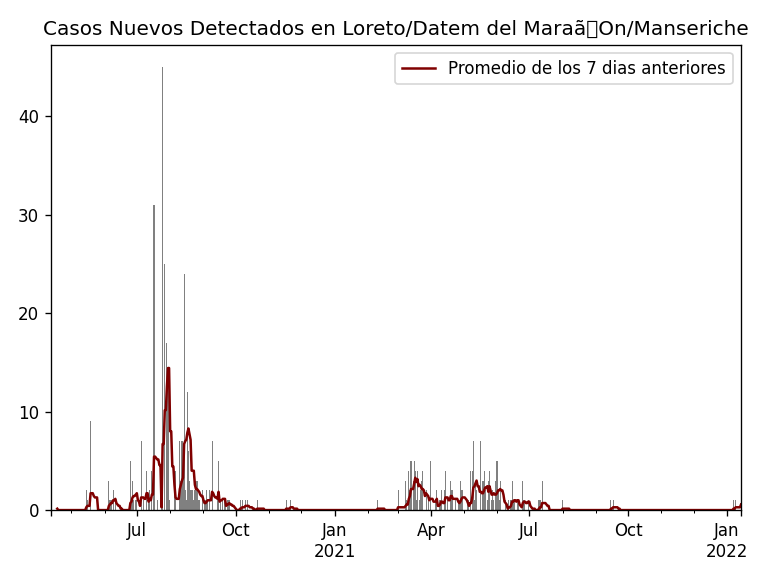 Casos Nuevos Detectados en Loreto/Datem del Maraã▯On/Manseriche
Promedio de los 7 dias anteriores
40
30
20
10
0
Jul
Oct
Jan
2021
Apr
Jul
Oct
Jan
2022